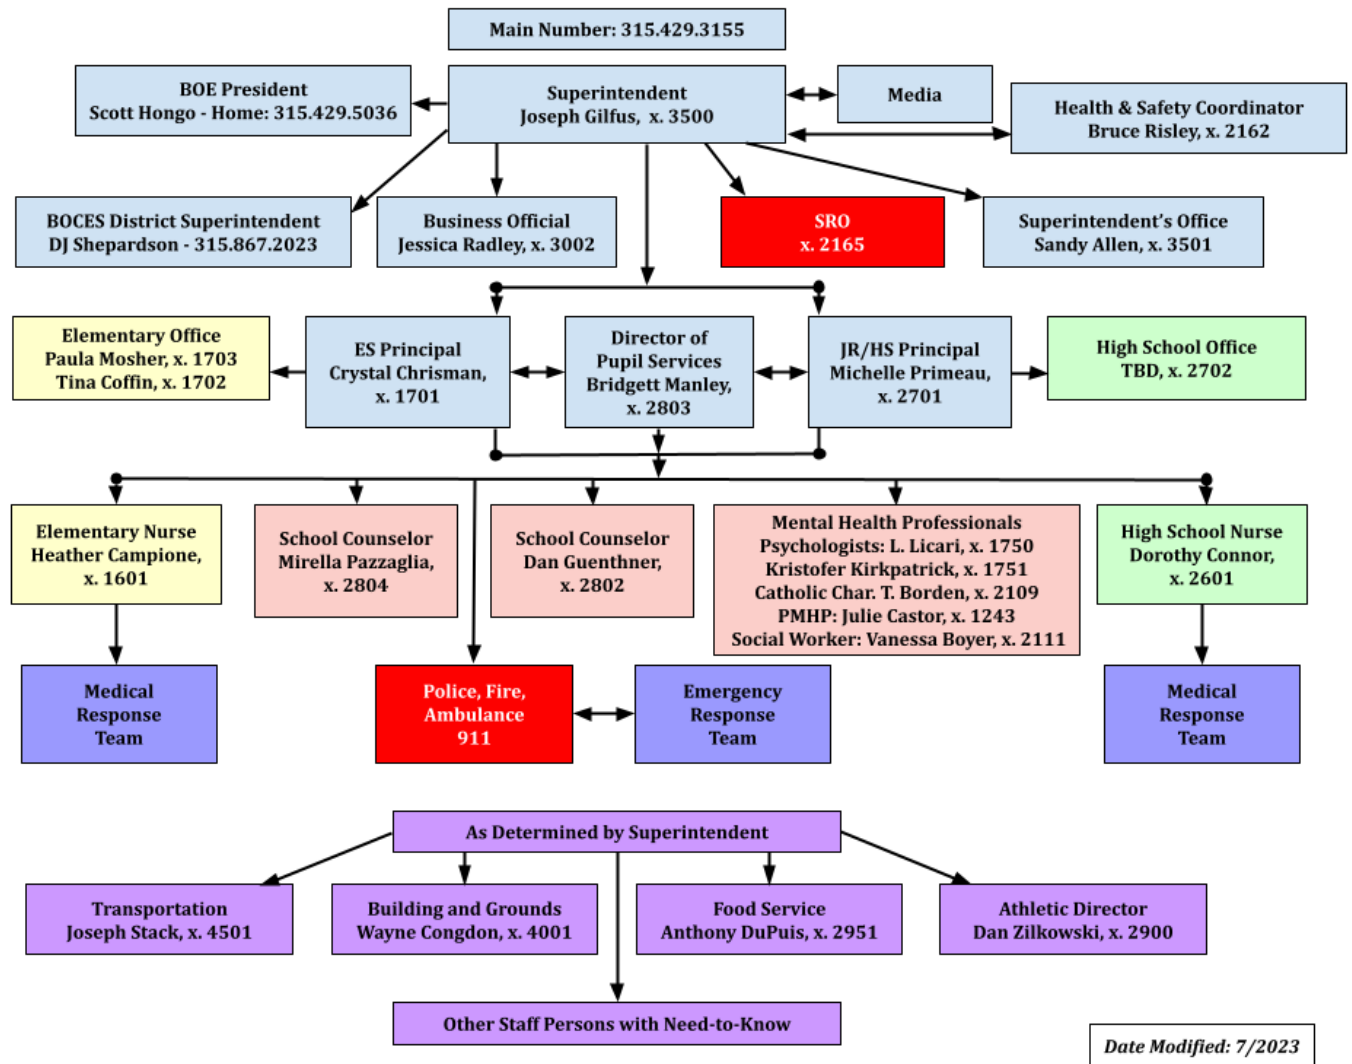 Main Number: 315.429.3155
BOE President
Scott Hongo - Home: 315.429.5036
Superintendent
Joseph Gilfus,  x. 3500
Media
Health & Safety Coordinator
Bruce Risley, x. 2162
BOCES District Superintendent
DJ Shepardson - 315.867.2023
Business Official
Jessica Radley, x. 3002
SRO
x. 2165
Superintendent's Office
Sandy Allen, x. 3501
Elementary Office
Paula Mosher, x. 1703
Tina Coffin, x. 1702
ES Principal
Crystal Chrisman,
x. 1701
Director of
Pupil Services
Bridgett Manley,
x. 2803
JR/HS Principal
Michelle Primeau,
x. 2701
High School Office
TBD, x. 2702
Elementary Nurse
Heather Campione,
x. 1601
School Counselor
Mirella Pazzaglia,
x. 2804
School Counselor
Dan Guenthner,
x. 2802
Mental Health Professionals
Psychologists: L. Licari, x. 1750
Kristofer Kirkpatrick, x. 1751
Catholic Char. T. Borden, x. 2109
PMHP: Julie Castor, x. 1243
Social Worker: Vanessa Boyer, x. 2111
High School Nurse
Dorothy Connor,
x. 2601
Medical
Response
Team
Police, Fire,
Ambulance
911
Emergency
Response
Team
Medical
Response
Team
As Determined by Superintendent
Transportation
Joseph Stack, x. 4501
Building and Grounds
Wayne Congdon, x. 4001
Food Service
Anthony DuPuis, x. 2951
Athletic Director
Dan Zilkowski, x. 2900
Other Staff Persons with Need-to-Know
Date Modified: 7/2023